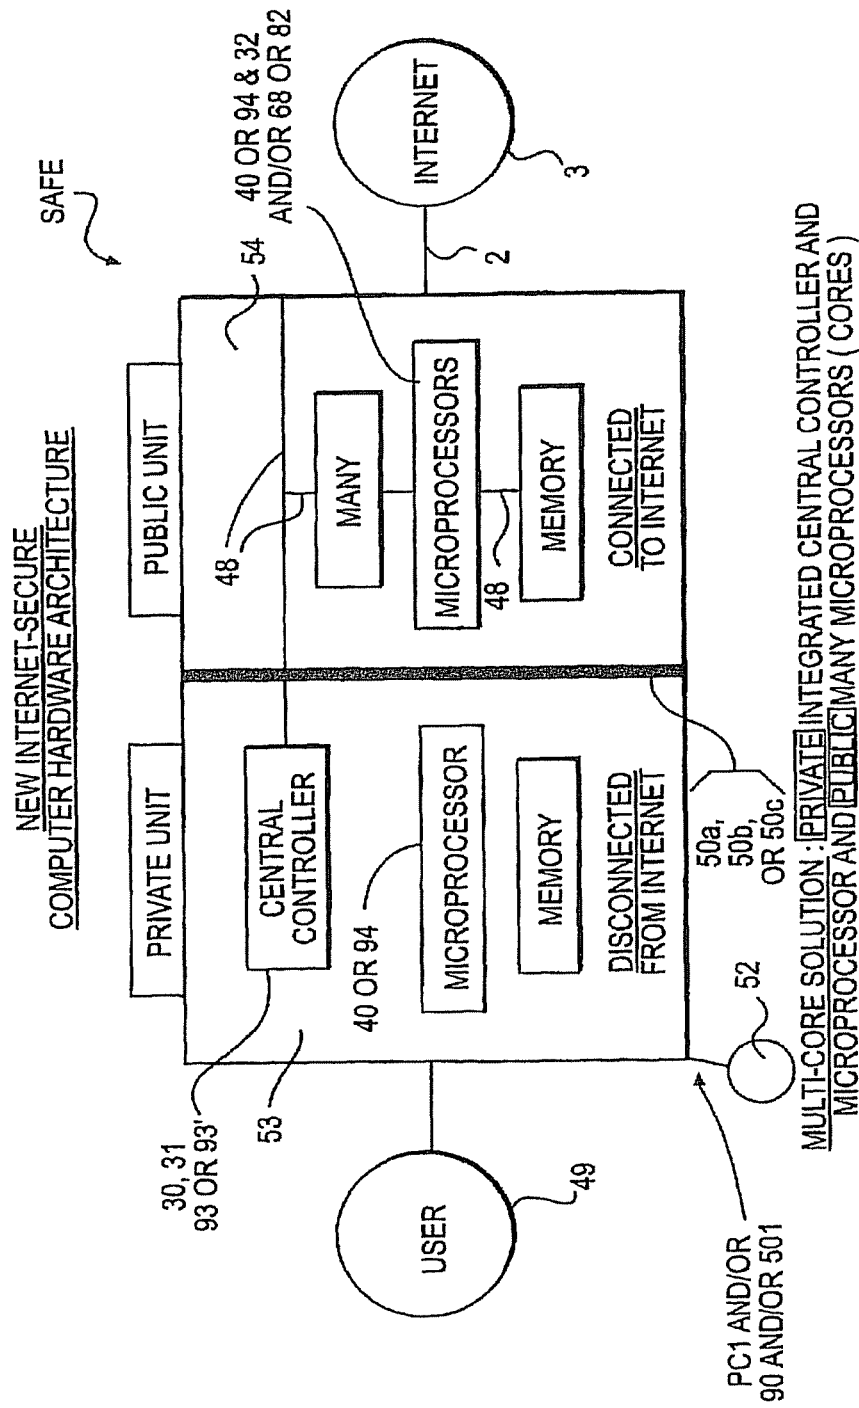 NEW INTERNET-SECURE
COMPUTER HARDWARE ARCHITECTURE
SAFE
PRIVATE UNIT
PUBLIC UNIT
30, 31
93 OR 93'
53
CENTRAL
CONTROLLER
40 OR 94
MICROPROCESSOR
MEMORY
DISCONNECTED
FROM INTERNET
48
54
MANY
MICROPROCESSORS
48
MEMORY
CONNECTED
TO INTERNET
40 OR 94 & 32
AND/OR 68 OR 82
USER
49
INTERNET
2
3
PC1 AND/OR
90 AND/OR 501
52
50a,
50b,
OR 50c
MULTI-CORE SOLUTION : PRIVATE INTEGRATED CENTRAL CONTROLLER AND
MICROPROCESSOR AND PUBLIC MANY MICROPROCESSORS ( CORES )